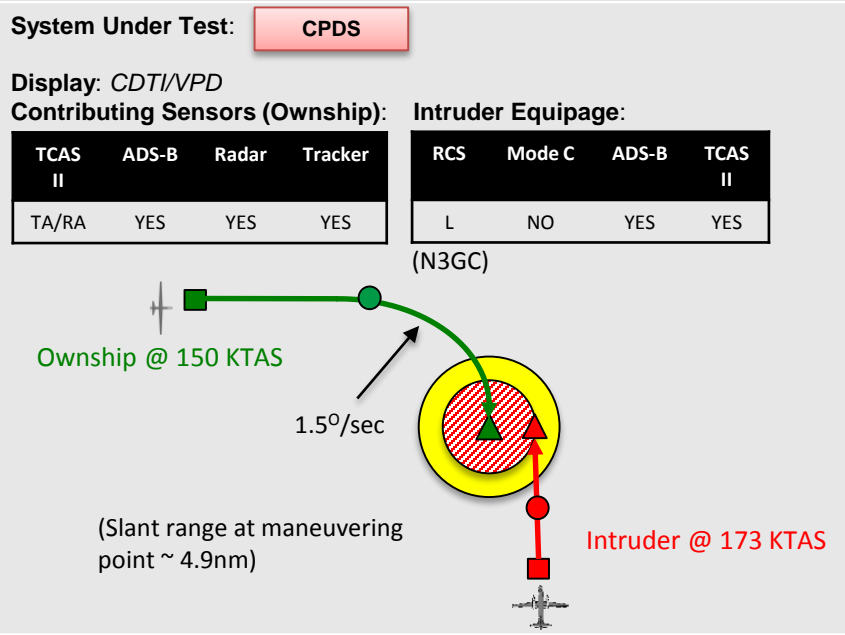 System Under Test: CPDS
Display: CDTI/VPD
Contributing Sensors (Ownship): Intruder Equipage:
TCAS II ADS-B Radar Tracker RCS Mode C ADS-B TCAS II
TA/RA YES YES YES L NO YES YES
(N3GC)
Ownship @ 150 KTAS
1.5⁰/sec
(Slant range at maneuvering
point ~ 4.9nm)
Intruder @ 173 KTAS